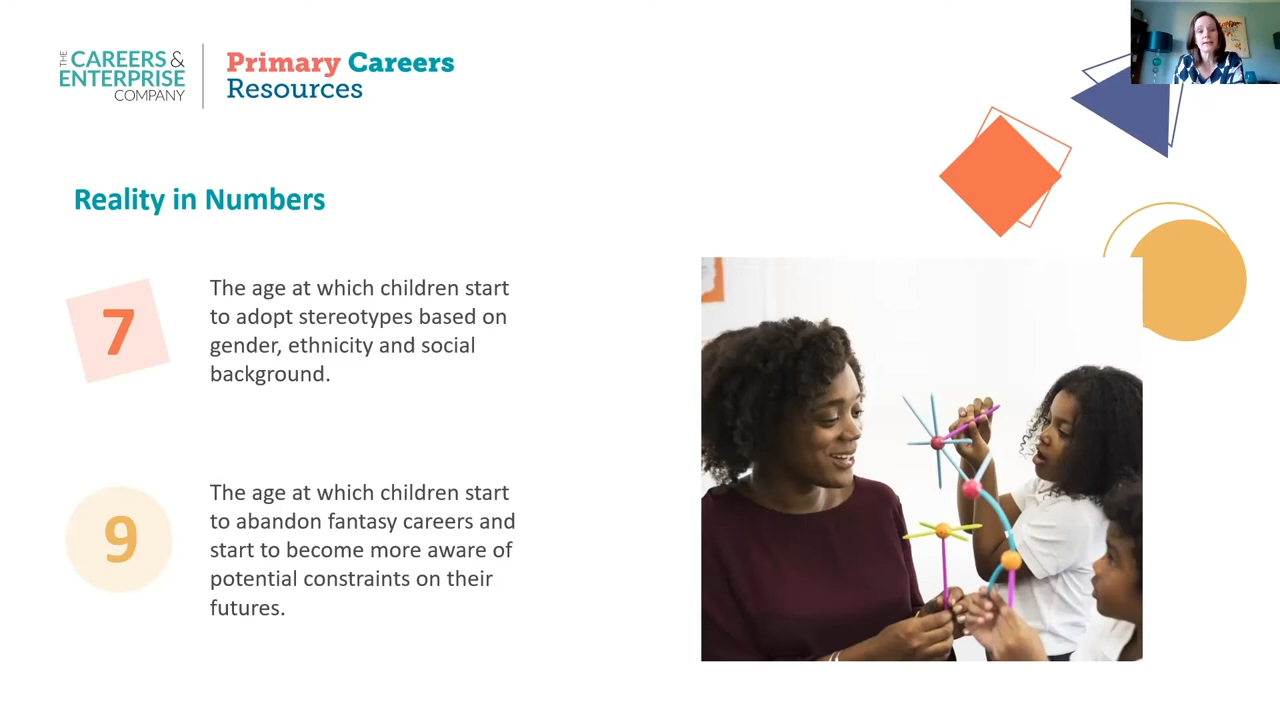 THE
CAREERS &
ENTERPRISE
COMPANY
Primary Careers
Resources
Reality in Numbers
7
The age at which children start
to adopt stereotypes based on
gender, ethnicity and social
background.
9
The age at which children start
to abandon fantasy careers and
start to become more aware of
potential constraints on their
futures.